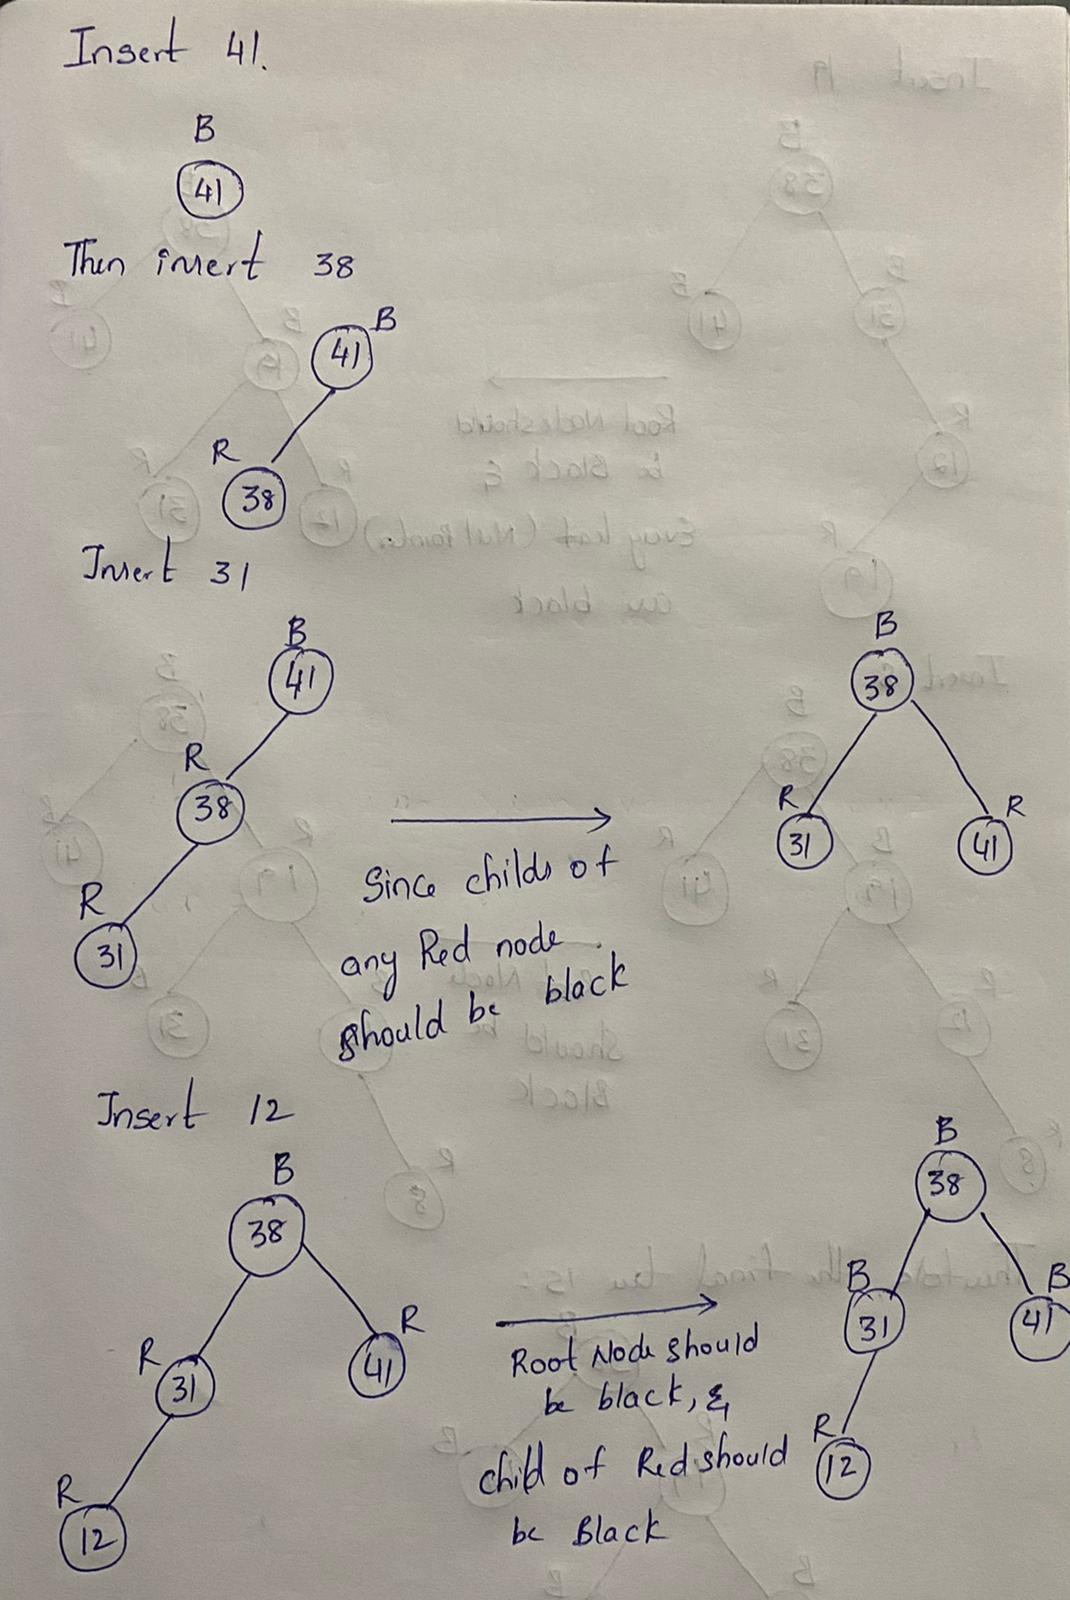 Insert 41.
B
41
Then insert 38
B
41
R
38
Insert 31
B
41
R
38
R
31
Since childs of
any Red node
should be black
B
38
R
R
31
41
Insert 12
B
38
R
R
31
41
R
12
Root Node should
be black, &
child of Red should
be Black
B
38
B
B
31
41
R
12